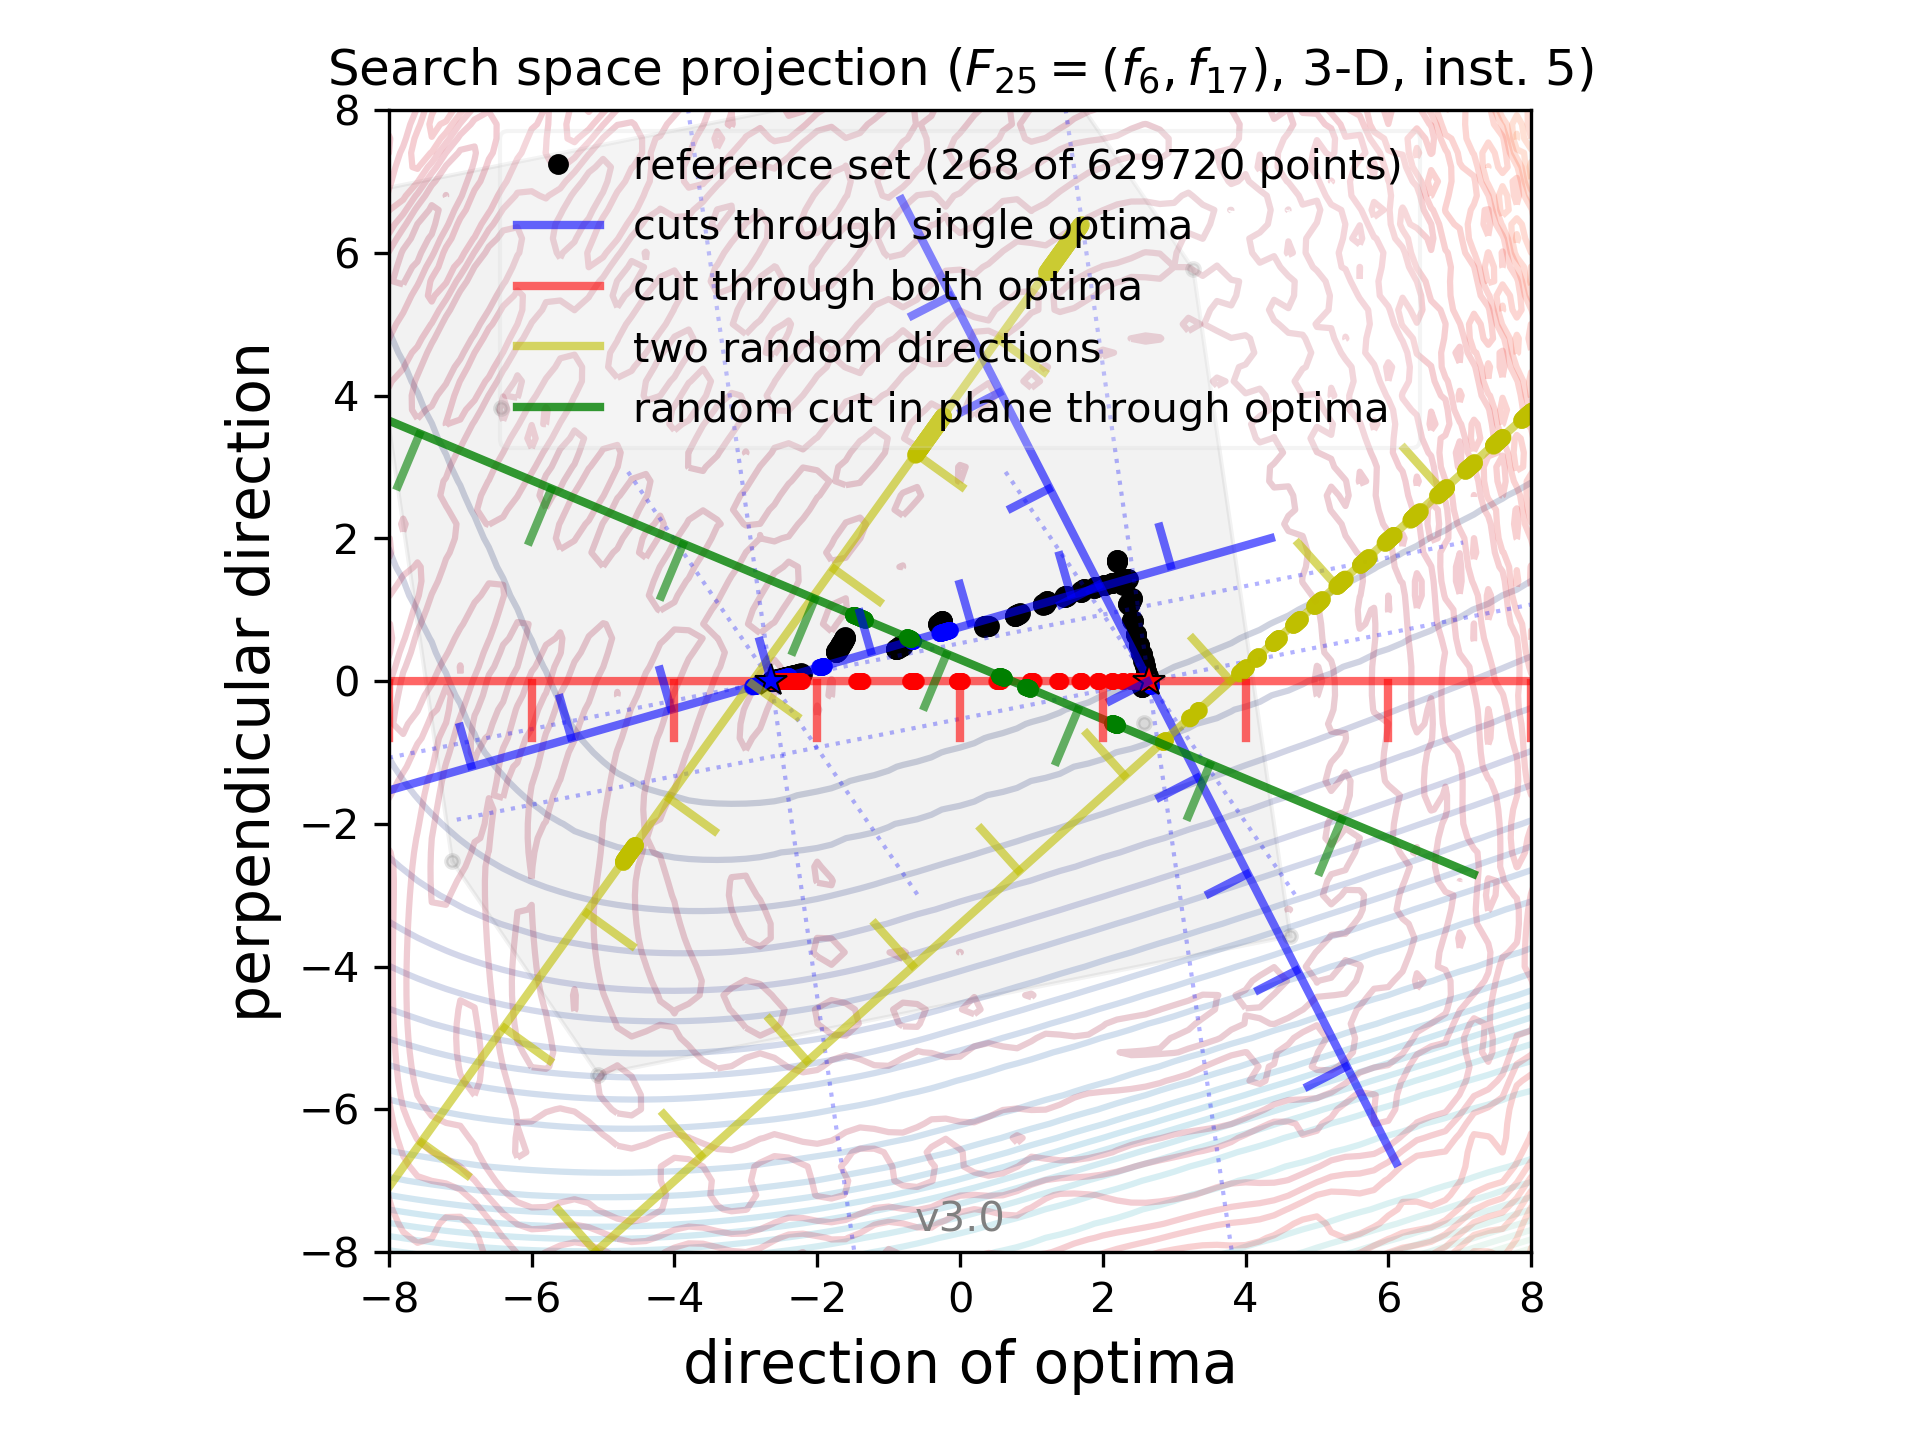 Search space projection (F₂₅ = (f₆, f₁₇), 3-D, inst. 5)
reference set (268 of 629720 points)
cuts through single optima
cut through both optima
two random directions
random cut in plane through optima
perpendicular direction
8
6
4
2
0
−2
−4
−6
−8
v3.0
−8 −6 −4 −2 0 2 4 6 8
direction of optima